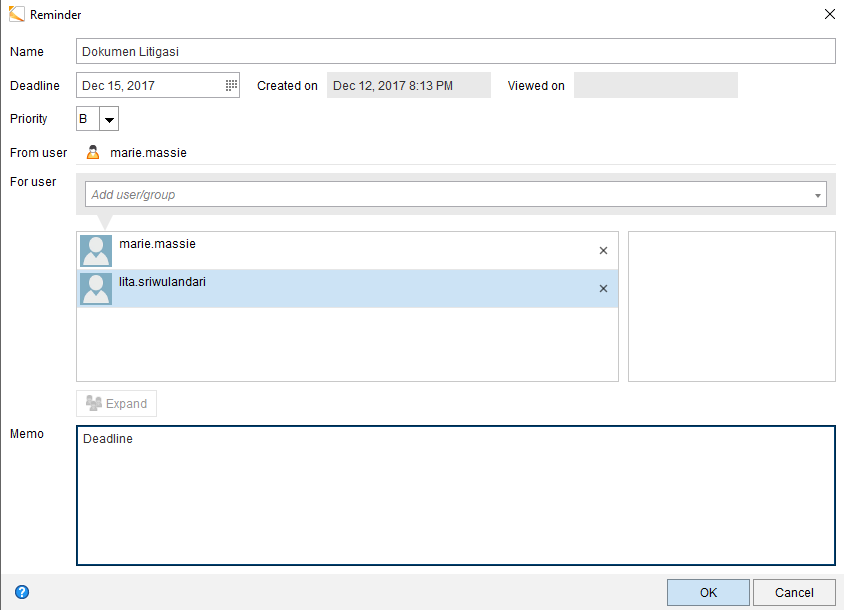 Reminder
Name Dokumen Litigasi
Deadline Dec 15, 2017 Created on Dec 12, 2017 8:13 PM Viewed on
Priority B
From user marie.massie
For user
Add user/group
marie.massie
lita.sriwulandari
Expand
Memo
Deadline
OK Cancel